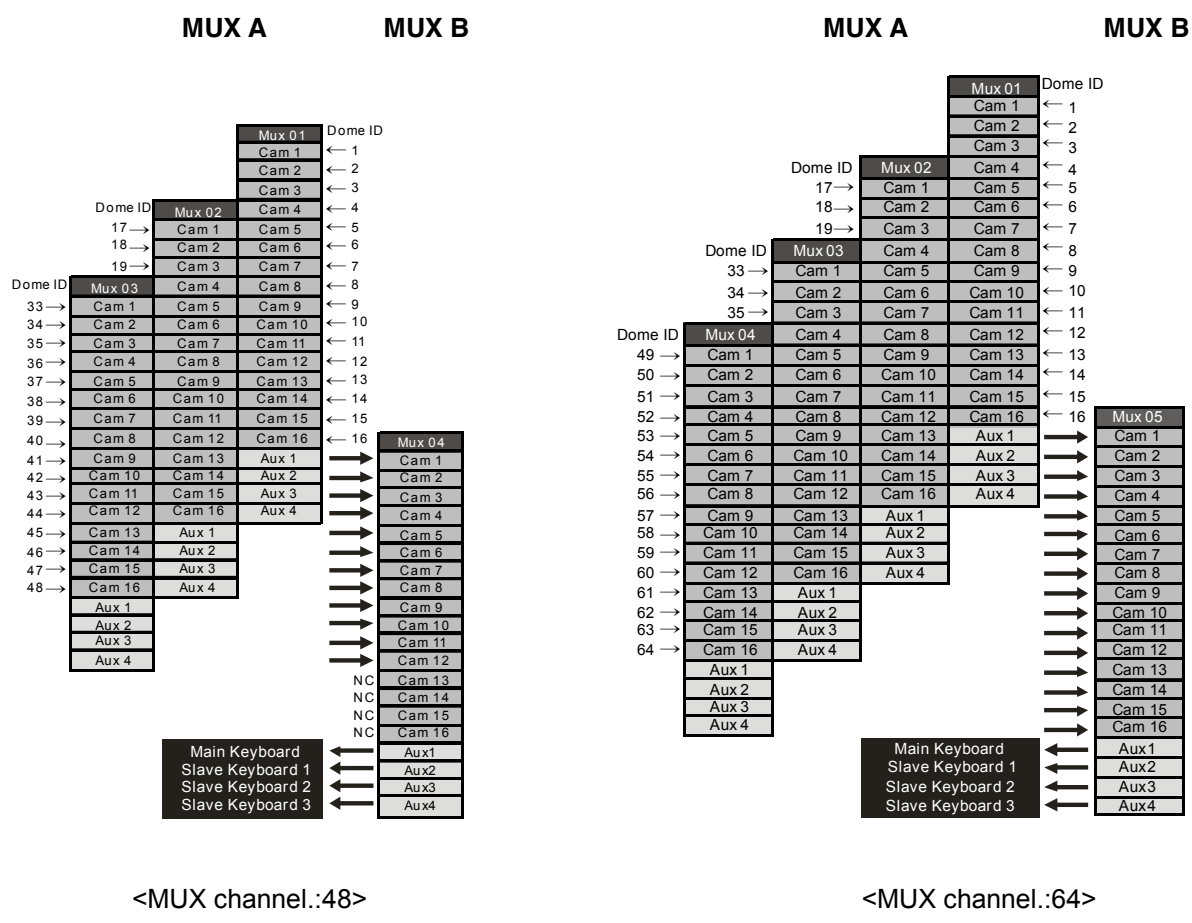 MUX A MUX B
Mux 01 Dome ID
Cam 1 ← 1
Cam 2 ← 2
Cam 3 ← 3
Dome ID Mux 02 Cam 4 ← 4
17 → Cam 1 Cam 5 ← 5
18 → Cam 2 Cam 6 ← 6
19 → Cam 3 Cam 7 ← 7
Dome ID Mux 03 Cam 4 Cam 8 ← 8
33 → Cam 1 Cam 5 Cam 9 ← 9
34 → Cam 2 Cam 6 Cam 10 ← 10
35 → Cam 3 Cam 7 Cam 11 ← 11
36 → Cam 4 Cam 8 Cam 12 ← 12
37 → Cam 5 Cam 9 Cam 13 ← 13
38 → Cam 6 Cam 10 Cam 14 ← 14
39 → Cam 7 Cam 11 Cam 15 ← 15
40 → Cam 8 Cam 12 Cam 16 ← 16 Mux 04
41 → Cam 9 Cam 13 Aux 1 Cam 1
42 → Cam 10 Cam 14 Aux 2 Cam 2
43 → Cam 11 Cam 15 Aux 3 Cam 3
44 → Cam 12 Cam 16 Aux 4 Cam 4
45 → Cam 13 Aux 1 Cam 5
46 → Cam 14 Aux 2 Cam 6
47 → Cam 15 Aux 3 Cam 7
48 → Cam 16 Aux 4 Cam 8
Aux 1 Cam 9
Aux 2 Cam 10
Aux 3 Cam 11
Aux 4 Cam 12
NC Cam 13
NC Cam 14
NC Cam 15
NC Cam 16
Main Keyboard Aux1
Slave Keyboard 1 Aux2
Slave Keyboard 2 Aux3
Slave Keyboard 3 Aux4
<MUX channel.:48>
MUX A MUX B
Mux 01 Dome ID
Cam 1 ← 1
Cam 2 ← 2
Cam 3 ← 3
Dome ID Mux 02 Cam 4 ← 4
17 → Cam 1 Cam 5 ← 5
18 → Cam 2 Cam 6 ← 6
19 → Cam 3 Cam 7 ← 7
Dome ID Mux 03 Cam 4 Cam 8 ← 8
33 → Cam 1 Cam 5 Cam 9 ← 9
34 → Cam 2 Cam 6 Cam 10 ← 10
35 → Cam 3 Cam 7 Cam 11 ← 11
Dome ID Mux 04 Cam 4 Cam 8 Cam 12 ← 12
49 → Cam 1 Cam 5 Cam 9 Cam 13 ← 13
50 → Cam 2 Cam 6 Cam 10 Cam 14 ← 14
51 → Cam 3 Cam 7 Cam 11 Cam 15 ← 15
52 → Cam 4 Cam 8 Cam 12 Cam 16 ← 16 Mux 05
53 → Cam 5 Cam 9 Cam 13 Aux 1 Cam 1
54 → Cam 6 Cam 10 Cam 14 Aux 2 Cam 2
55 → Cam 7 Cam 11 Cam 15 Aux 3 Cam 3
56 → Cam 8 Cam 12 Cam 16 Aux 4 Cam 4
57 → Cam 9 Cam 13 Aux 1 Cam 5
58 → Cam 10 Cam 14 Aux 2 Cam 6
59 → Cam 11 Cam 15 Aux 3 Cam 7
60 → Cam 12 Cam 16 Aux 4 Cam 8
61 → Cam 13 Aux 1 Cam 9
62 → Cam 14 Aux 2 Cam 10
63 → Cam 15 Aux 3 Cam 11
64 → Cam 16 Aux 4 Cam 12
Aux 1 Cam 13
Aux 2 Cam 14
Aux 3 Cam 15
Aux 4 Cam 16
Main Keyboard Aux1
Slave Keyboard 1 Aux2
Slave Keyboard 2 Aux3
Slave Keyboard 3 Aux4
<MUX channel.:64>